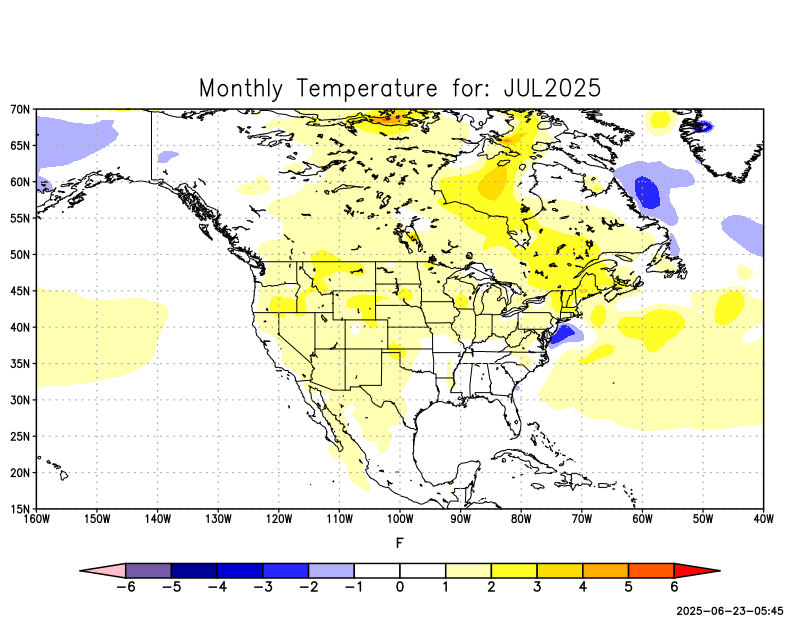 Monthly Temperature for: JUL2025
70N
65N
60N
55N
50N
45N
40N
35N
30N
25N
20N
15N
160W 150W 140W 130W 120W 110W 100W 90W 80W 70W 60W 50W 40W
F
-6 -5 -4 -3 -2 -1 0 1 2 3 4 5 6
2025-06-23-05:45